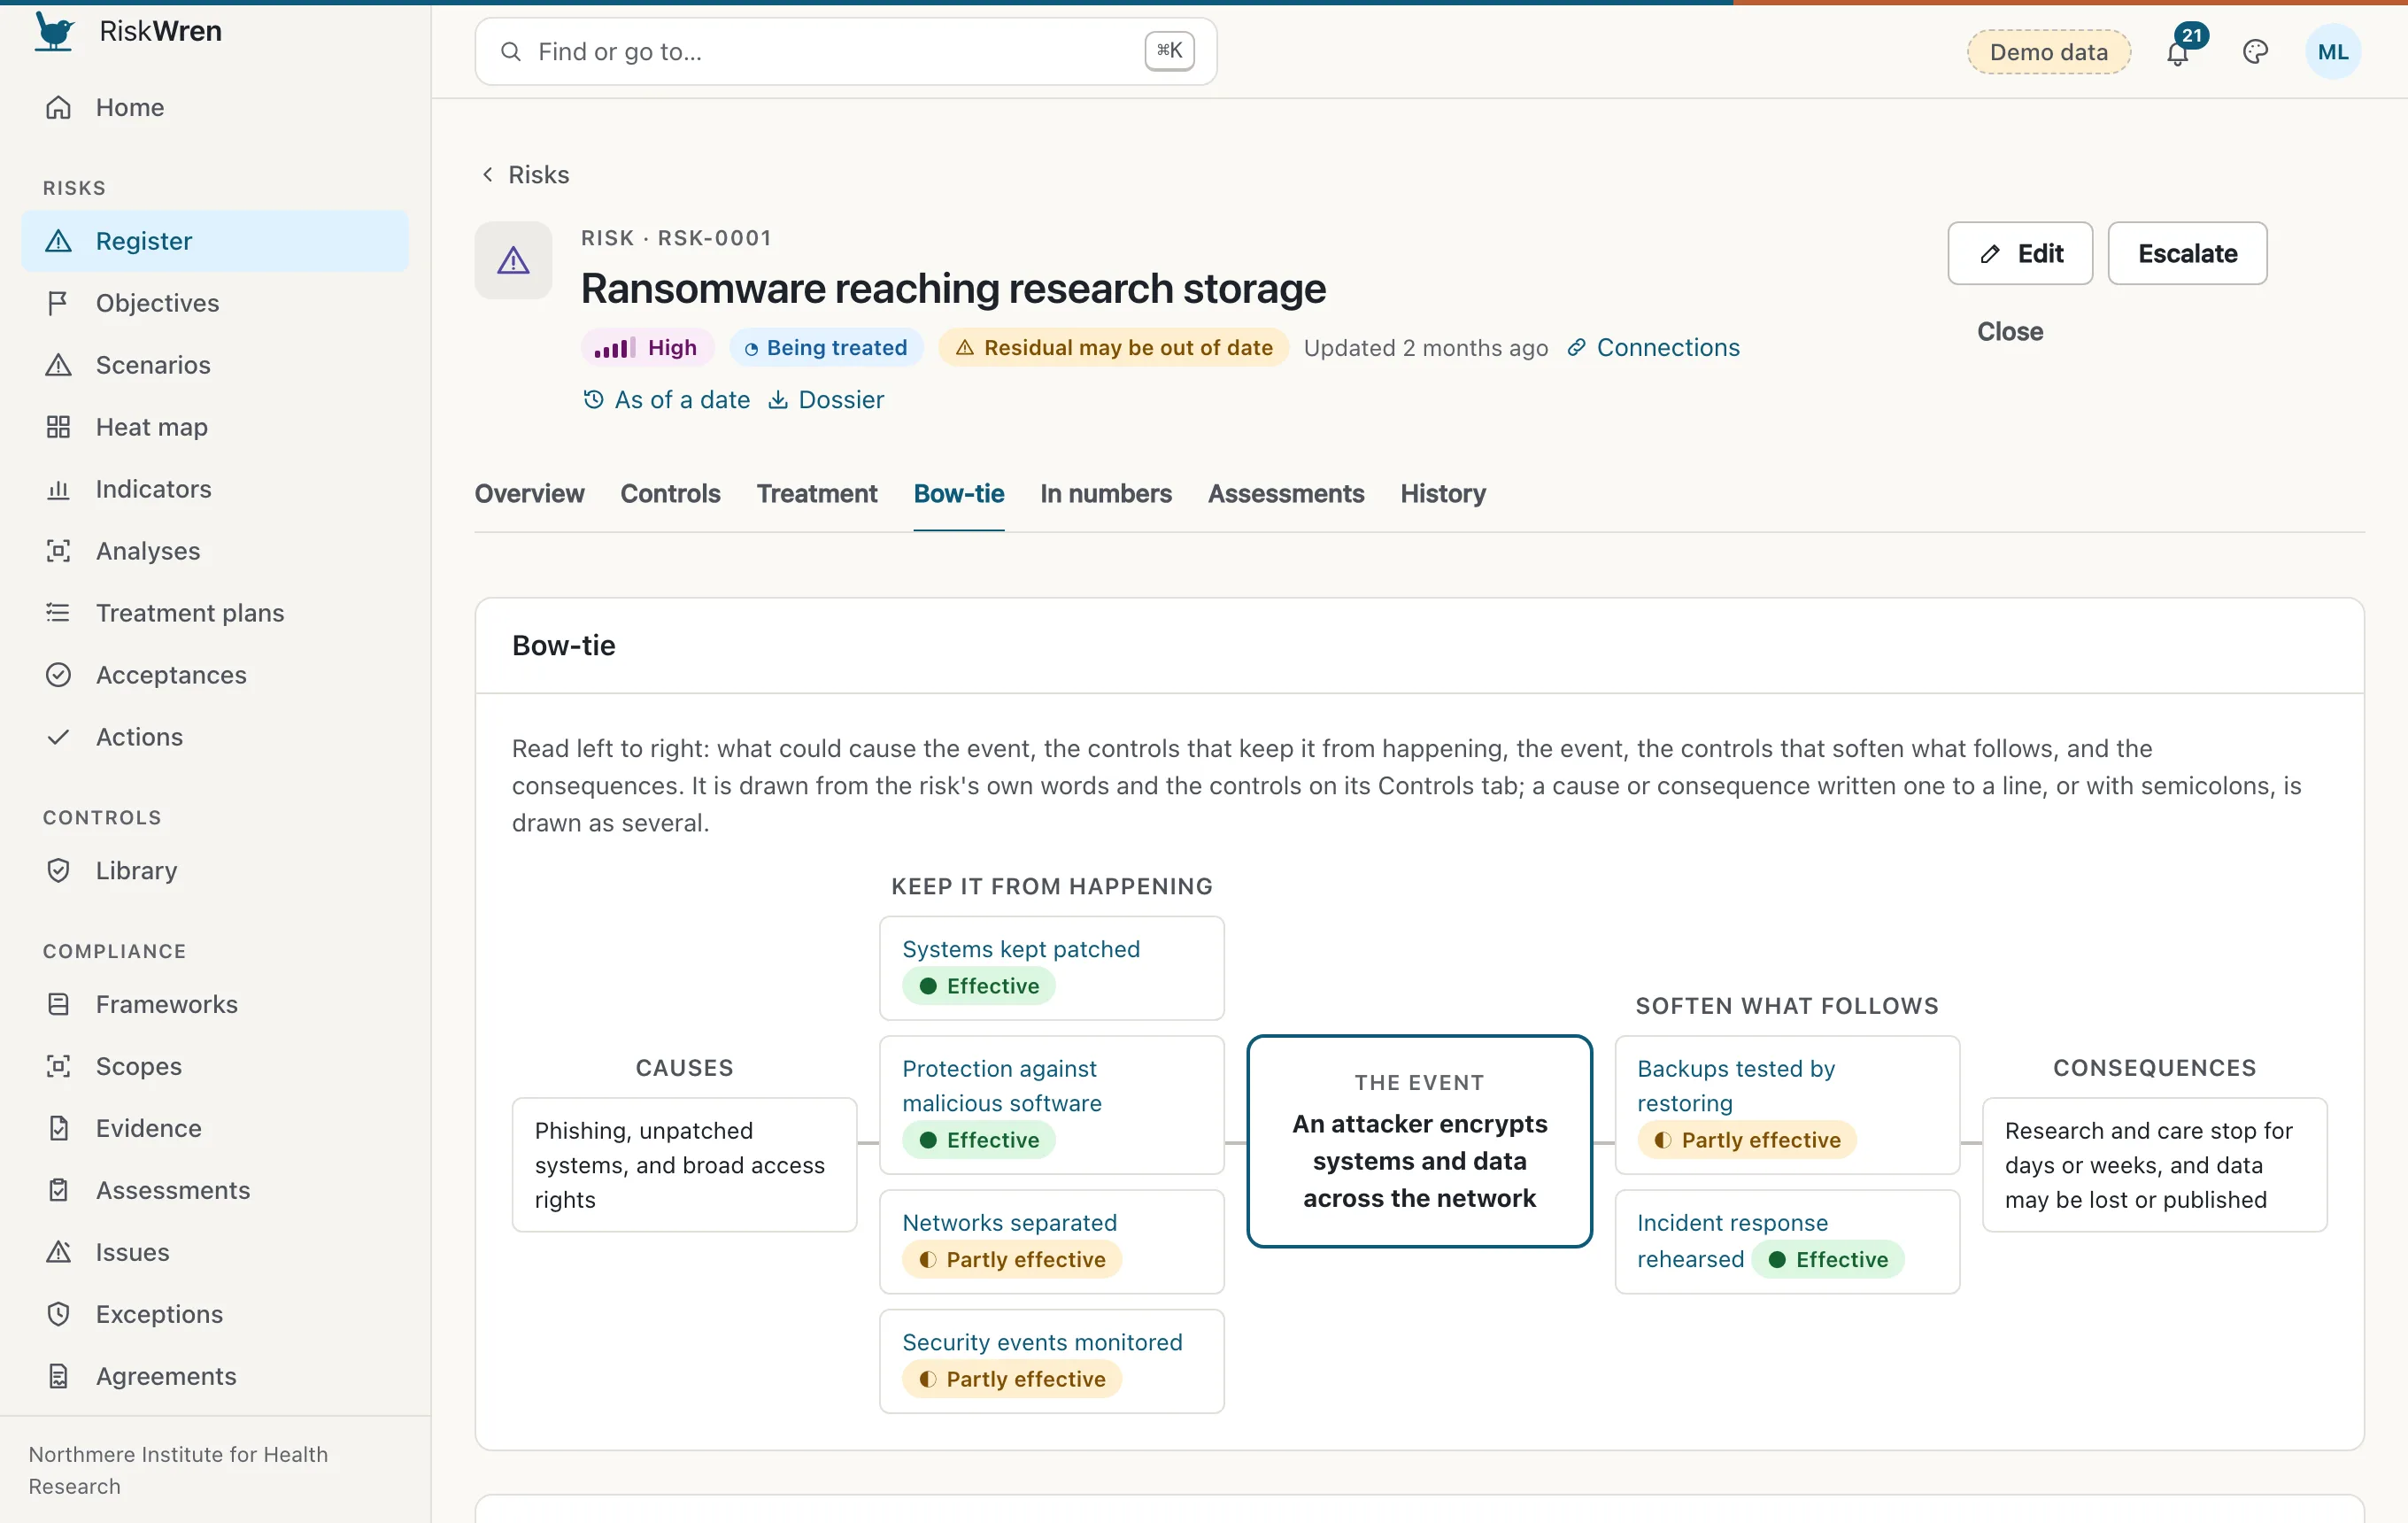 RiskWren
Find or go to...
⌘K
Demo data
21
ML
Home
RISKS
Register
Objectives
Scenarios
Heat map
Indicators
Analyses
Treatment plans
Acceptances
Actions
CONTROLS
Library
COMPLIANCE
Frameworks
Scopes
Evidence
Assessments
Issues
Exceptions
Agreements
Northmere Institute for Health
Research
Risks
RISK · RSK-0001
Ransomware reaching research storage
Edit
Escalate
Close
High
Being treated
Residual may be out of date
Updated 2 months ago
Connections
As of a date
Dossier
Overview
Controls
Treatment
Bow-tie
In numbers
Assessments
History
Bow-tie
Read left to right: what could cause the event, the controls that keep it from happening, the event, the controls that soften what follows, and the
consequences. It is drawn from the risk's own words and the controls on its Controls tab; a cause or consequence written one to a line, or with semicolons, is
drawn as several.
CAUSES
Phishing, unpatched
systems, and broad access
rights
KEEP IT FROM HAPPENING
Systems kept patched
Effective
Protection against
malicious software
Effective
Networks separated
Partly effective
Security events monitored
Partly effective
THE EVENT
An attacker encrypts
systems and data
across the network
SOFTEN WHAT FOLLOWS
Backups tested by
restoring
Partly effective
Incident response
rehearsed Effective
CONSEQUENCES
Research and care stop for
days or weeks, and data
may be lost or published